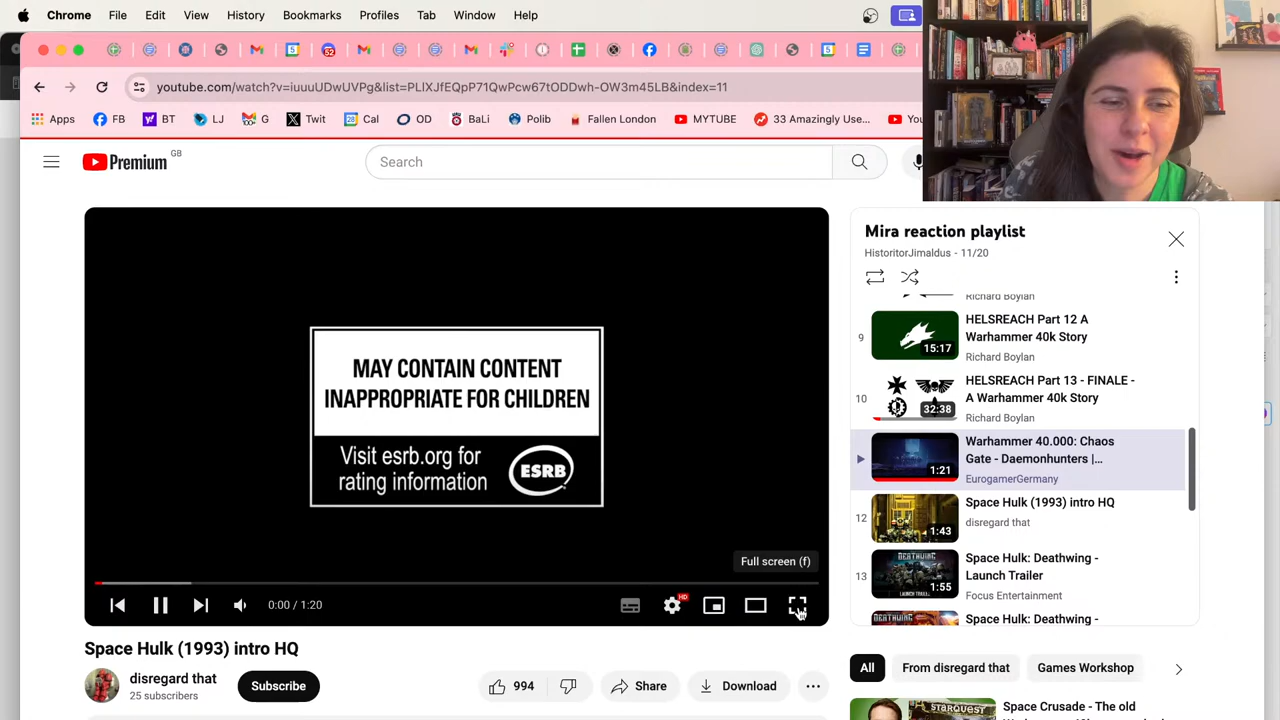 Chrome File Edit View History Bookmarks Profiles Tab Window Help
youtube.com/watch?v=iuuuUDwUVPg&list=PLIXJfEQpP71QwPcw67tODDwh-OW3m45LB&index=11
Apps FB BT LJ G Twit Cal OD BaLi Polib Fallen London MYTUBE 33 Amazingly Use...
Premium GB
Search
MAY CONTAIN CONTENT
INAPPROPRIATE FOR CHILDREN
Visit esrb.org for
rating information
ESRB
Full screen (f)
0:00 / 1:20
HD
Space Hulk (1993) intro HQ
disregard that
25 subscribers
Subscribe
994
Share
Download
Mira reaction playlist
HistoritorJimaldus - 11/20
Richard Boylan
9
15:17
HELSREACH Part 12 A
Warhammer 40k Story
Richard Boylan
10
32:38
HELSREACH Part 13 - FINALE -
A Warhammer 40k Story
Richard Boylan
1:21
Warhammer 40.000: Chaos
Gate - Daemonhunters |...
EurogamerGermany
12
1:43
Space Hulk (1993) intro HQ
disregard that
13
DEATHWING
LAUNCH TRAILER
1:55
Space Hulk: Deathwing -
Launch Trailer
Focus Entertainment
Space Hulk: Deathwing -
All
From disregard that
Games Workshop
STARQUEST
Space Crusade - The old